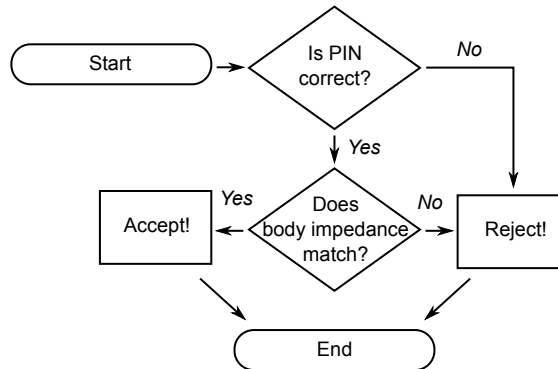 Start
Is PIN
correct?
No
Yes
Accept!
Yes
Does
body impedance
match?
No
Reject!
End